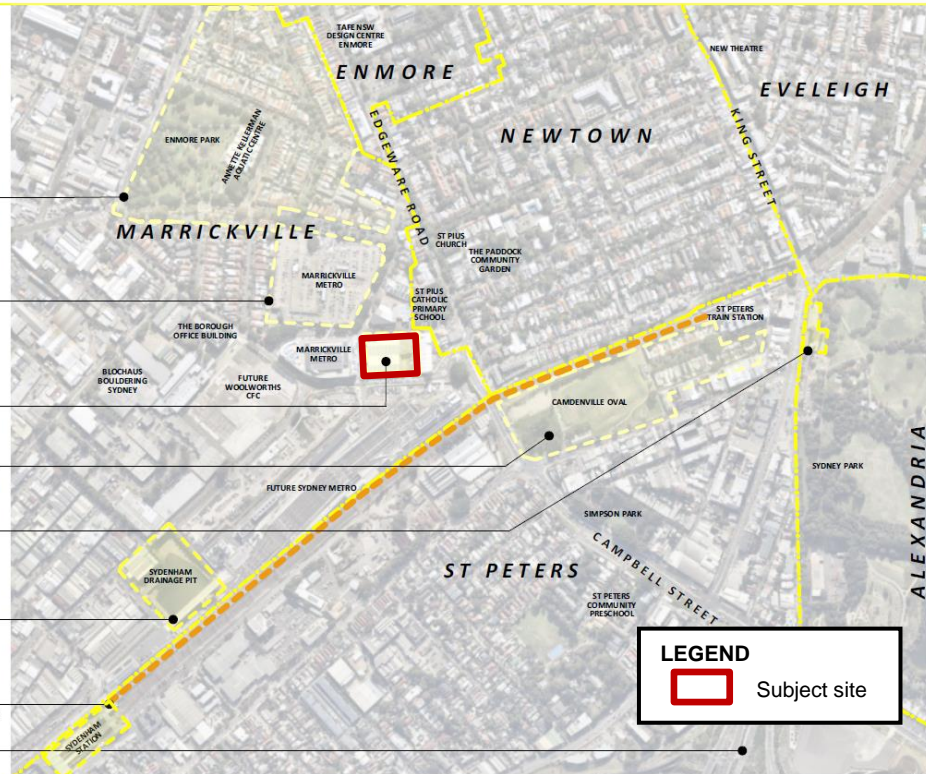 TAFE NSW
DESIGN CENTRE
ENMORE
ENMORE
NEW THEATRE
EVELEIGH
EDGEWARE ROAD
NEWTOWN
KING STREET
ENMORE PARK
ANNETTE KELLERMAN
AQUATIC CENTRE
MARRICKVILLE
ST PIUS
CHURCH
THE PADDOCK
COMMUNITY
GARDEN
MARRICKVILLE
METRO
ST PIUS
CATHOLIC
PRIMARY
SCHOOL
ST PETERS
TRAIN STATION
THE BOROUGH
OFFICE BUILDING
MARRICKVILLE
METRO
BLOCHAUS
BOULDERING
SYDNEY
FUTURE
WOOLWORTHS
CFC
CAMDENVILLE OVAL
SYDNEY PARK
ALEXANDRIA
FUTURE SYDNEY METRO
SIMPSON PARK
CAMPBELL STREET
SYDENHAM
DRAINAGE PIT
ST PETERS
ST PETERS
COMMUNITY
PRESCHOOL
LEGEND
Subject site
SYDENHAM
STATION